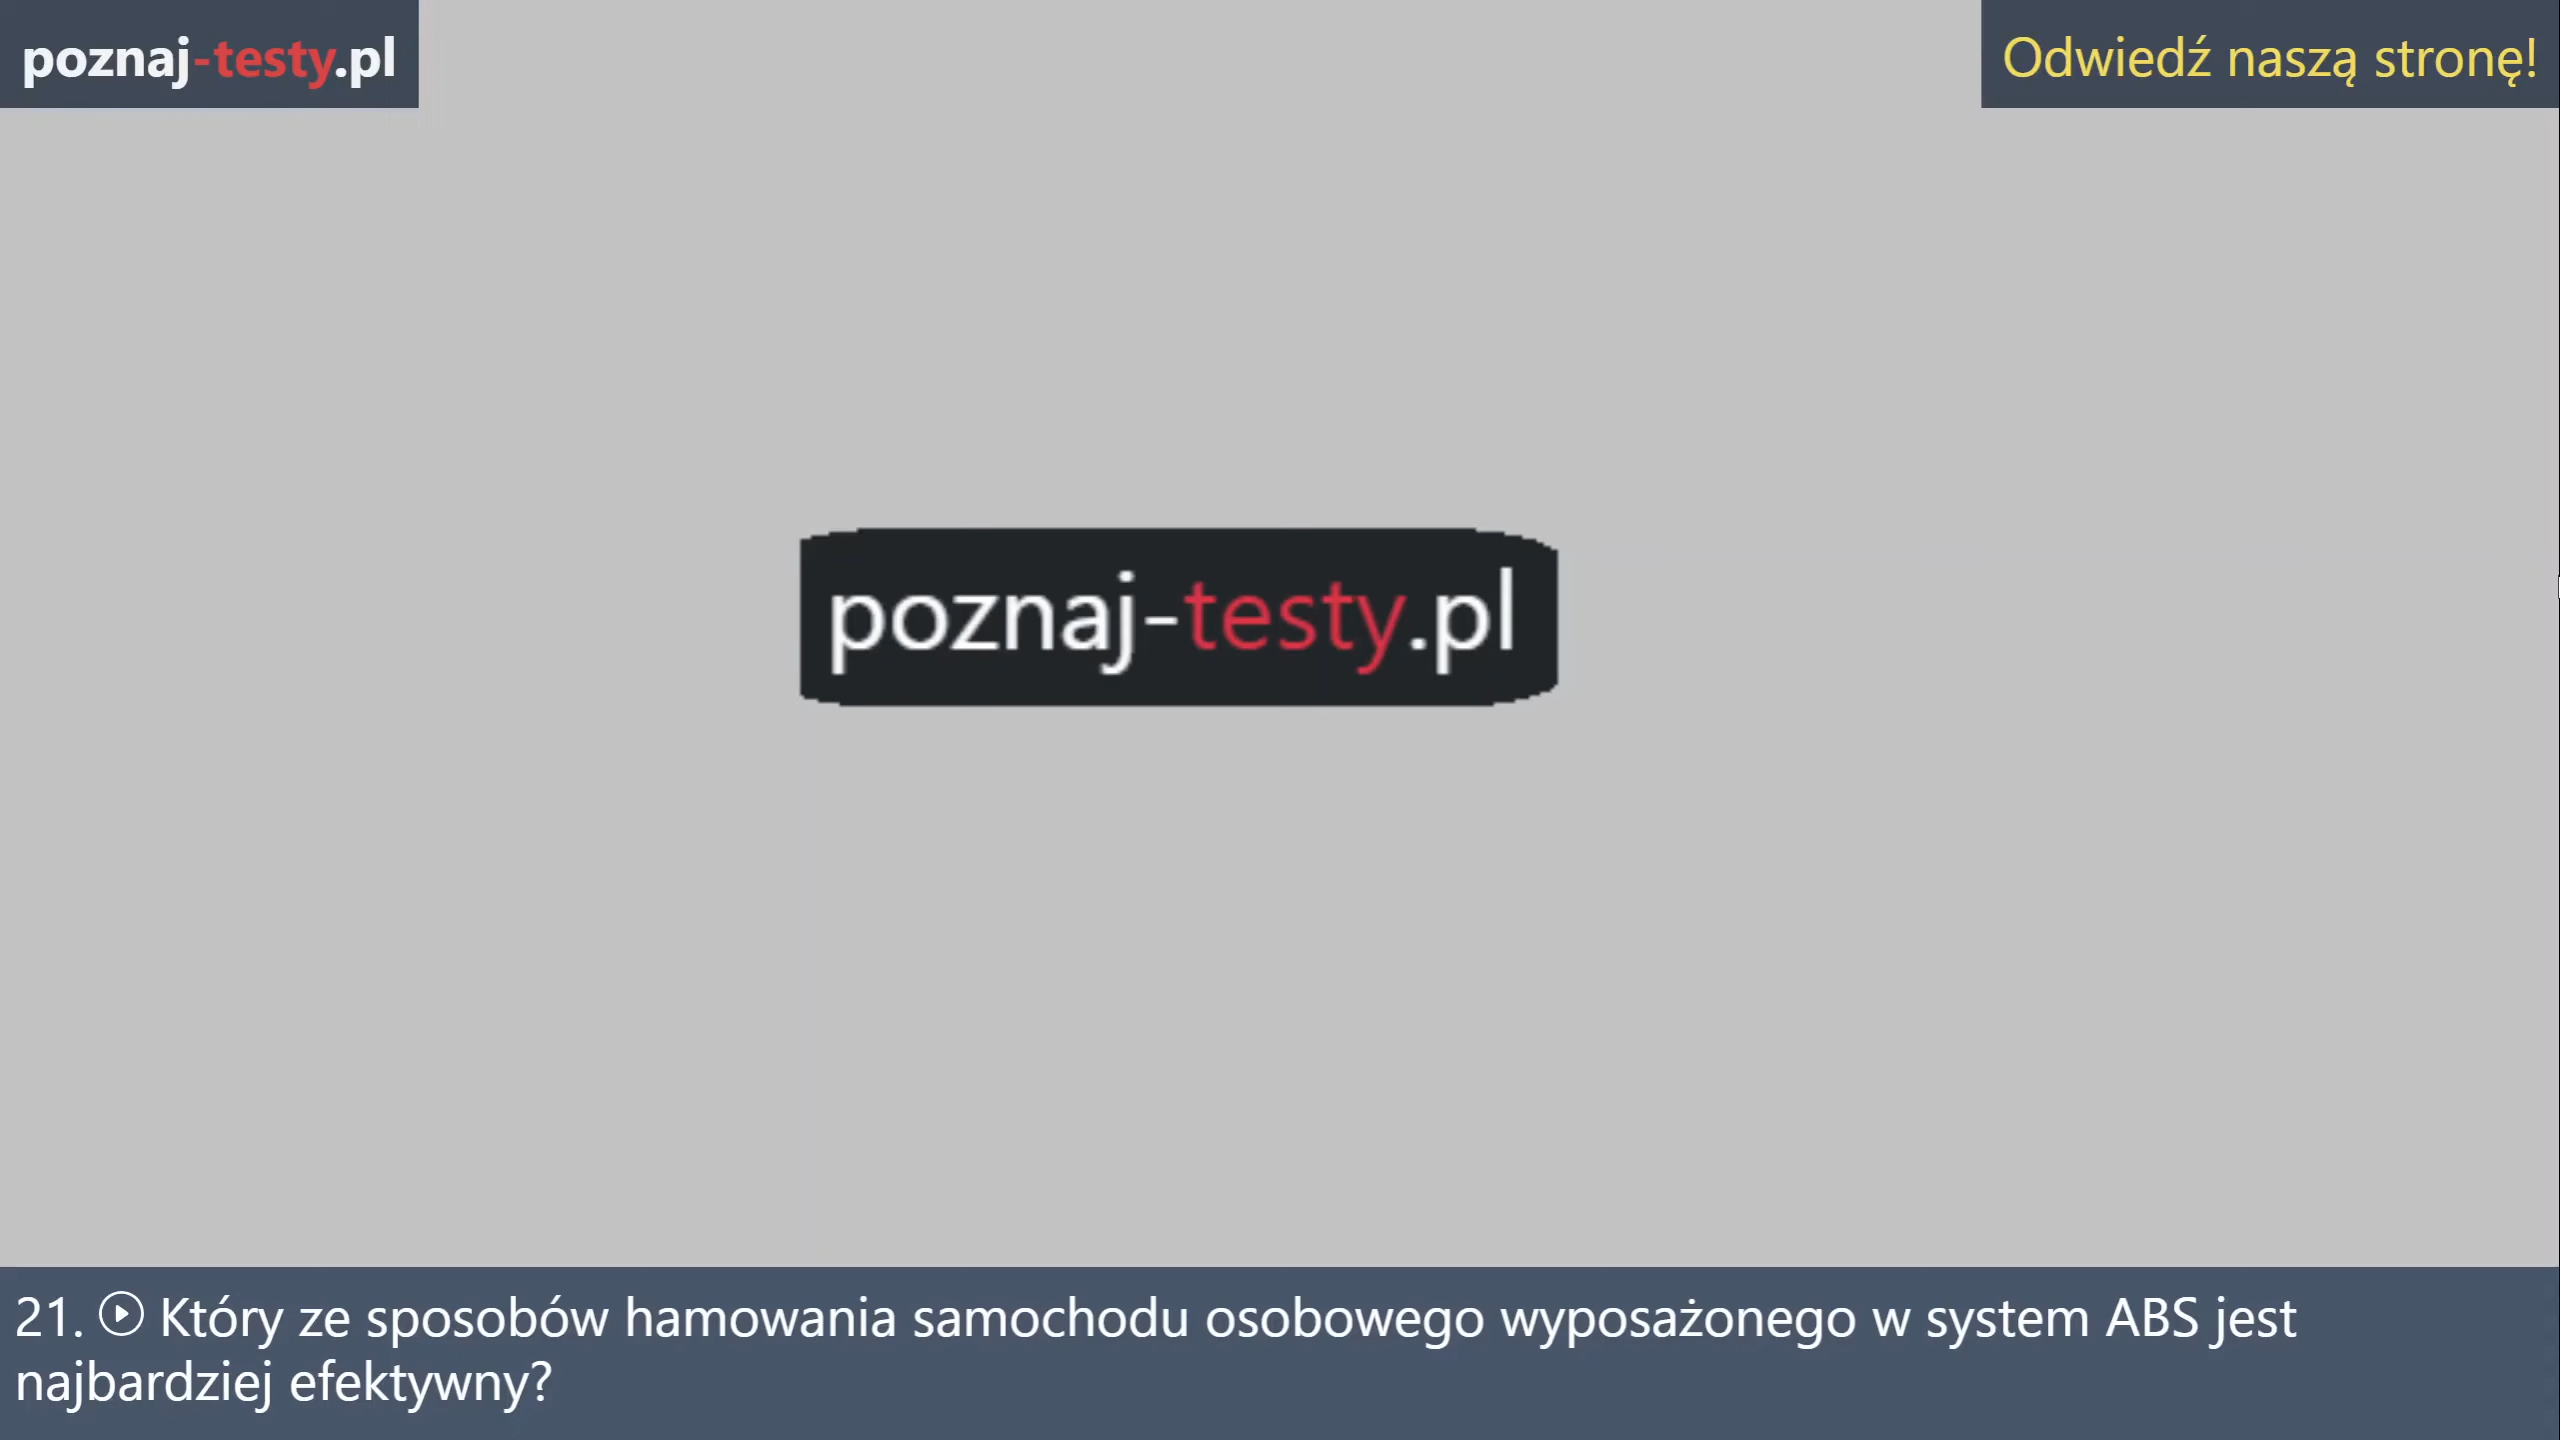 poznaj-testy.pl
Odwiedź naszą stronę!
poznaj-testy.pl
21. Który ze sposobów hamowania samochodu osobowego wyposażonego w system ABS jest
najbardziej efektywny?